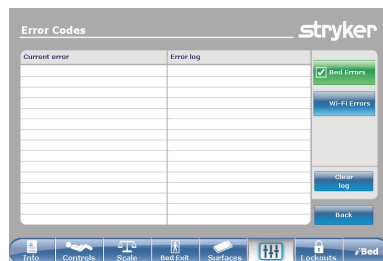 Error Codes
stryker
Current error
Error log
Bed Errors
Wi-Fi Errors
Clear
log
Back
Info
Controls
Scale
Bed Exit
Surfaces
Lockouts
iBed